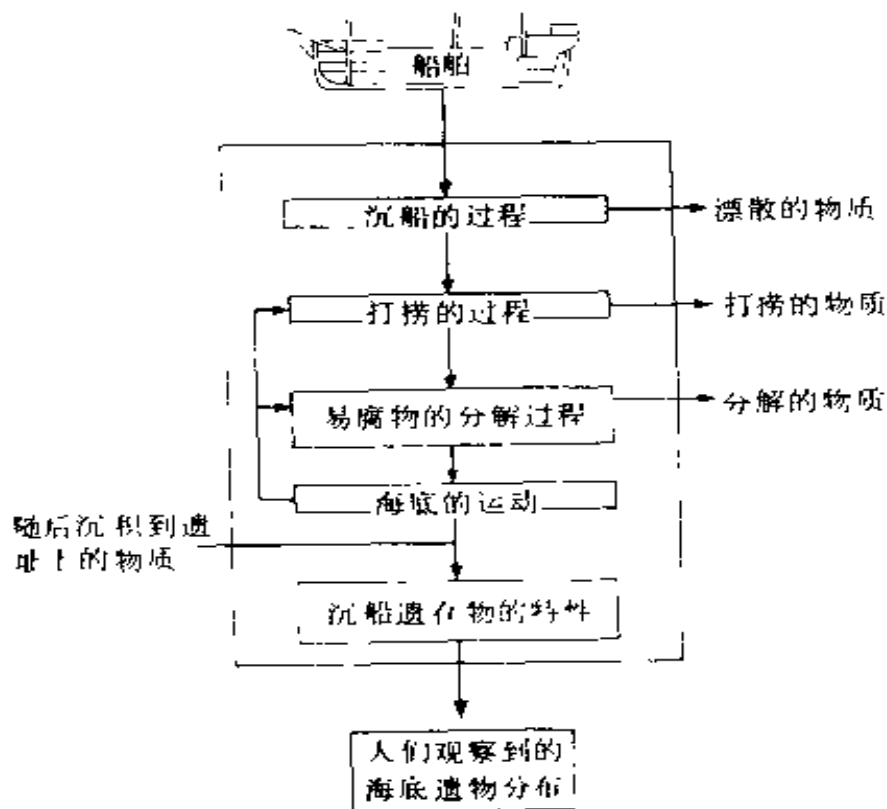 船舶
沉船的过程
漂散的物质
打捞的过程
打捞的物质
易腐物的分解过程
分解的物质
海底的运动
随后沉积到遗
址上的物质
沉船遗存物的特性
人们观察到的
海底遗物分布